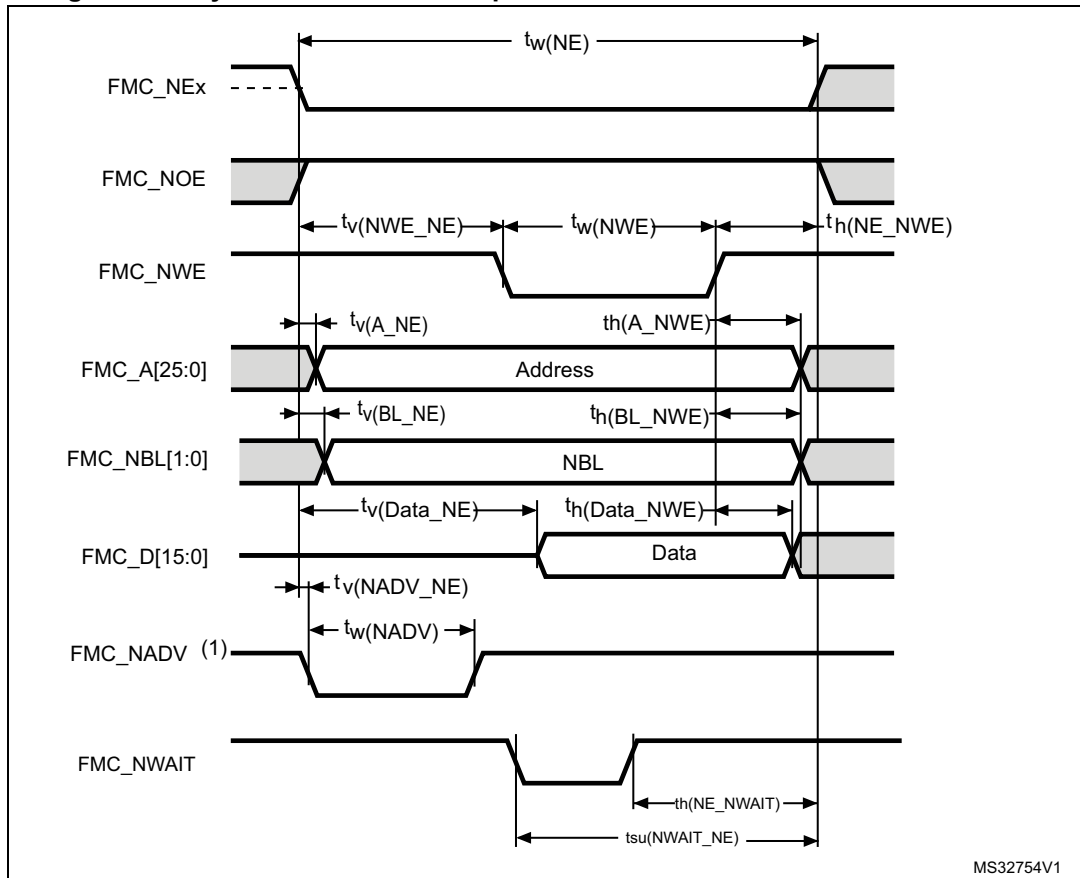 tw(NE)
FMC_NEx
FMC_NOE
tv(NWE_NE) tw(NWE) th(NE_NWE)
FMC_NWE
tv(A_NE) th(A_NWE)
FMC_A[25:0] Address
tv(BL_NE) th(BL_NWE)
FMC_NBL[1:0] NBL
tv(Data_NE) th(Data_NWE)
FMC_D[15:0] Data
tv(NADV_NE)
tw(NADV)
FMC_NADV (1)
FMC_NWAIT
th(NE_NWAIT)
tsu(NWAIT_NE)
MS32754V1